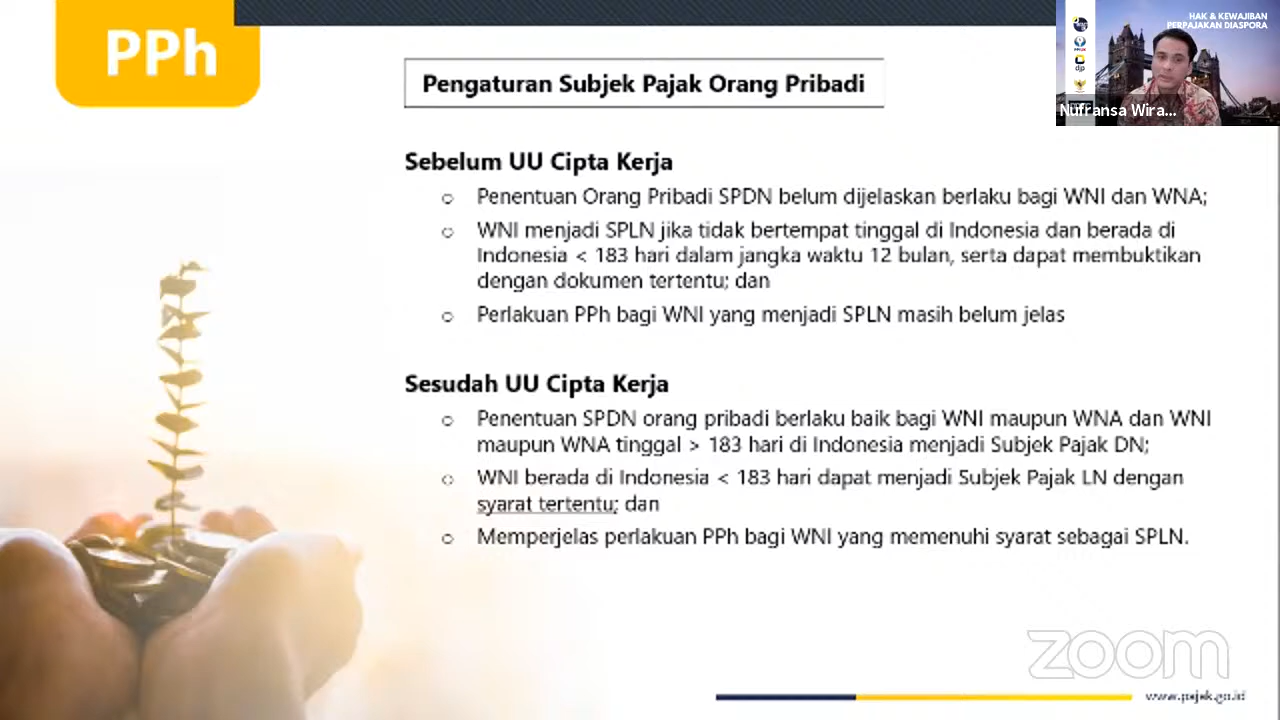 PPh
HAK & KEWAJIBAN
PERPAJAKAN DIASPORA
djp
Nufransa Wira...
Pengaturan Subjek Pajak Orang Pribadi
Sebelum UU Cipta Kerja
o Penentuan Orang Pribadi SPDN belum dijelaskan berlaku bagi WNI dan WNA;
o WNI menjadi SPLN jika tidak bertempat tinggal di Indonesia dan berada di
Indonesia < 183 hari dalam jangka waktu 12 bulan, serta dapat membuktikan
dengan dokumen tertentu; dan
o Perlakuan PPh bagi WNI yang menjadi SPLN masih belum jelas
Sesudah UU Cipta Kerja
o Penentuan SPDN orang pribadi berlaku baik bagi WNI maupun WNA dan WNI
maupun WNA tinggal > 183 hari di Indonesia menjadi Subjek Pajak DN;
o WNI berada di Indonesia < 183 hari dapat menjadi Subjek Pajak LN dengan
syarat tertentu; dan
o Memperjelas perlakuan PPh bagi WNI yang memenuhi syarat sebagai SPLN.
zoom
www.pajak.go.id